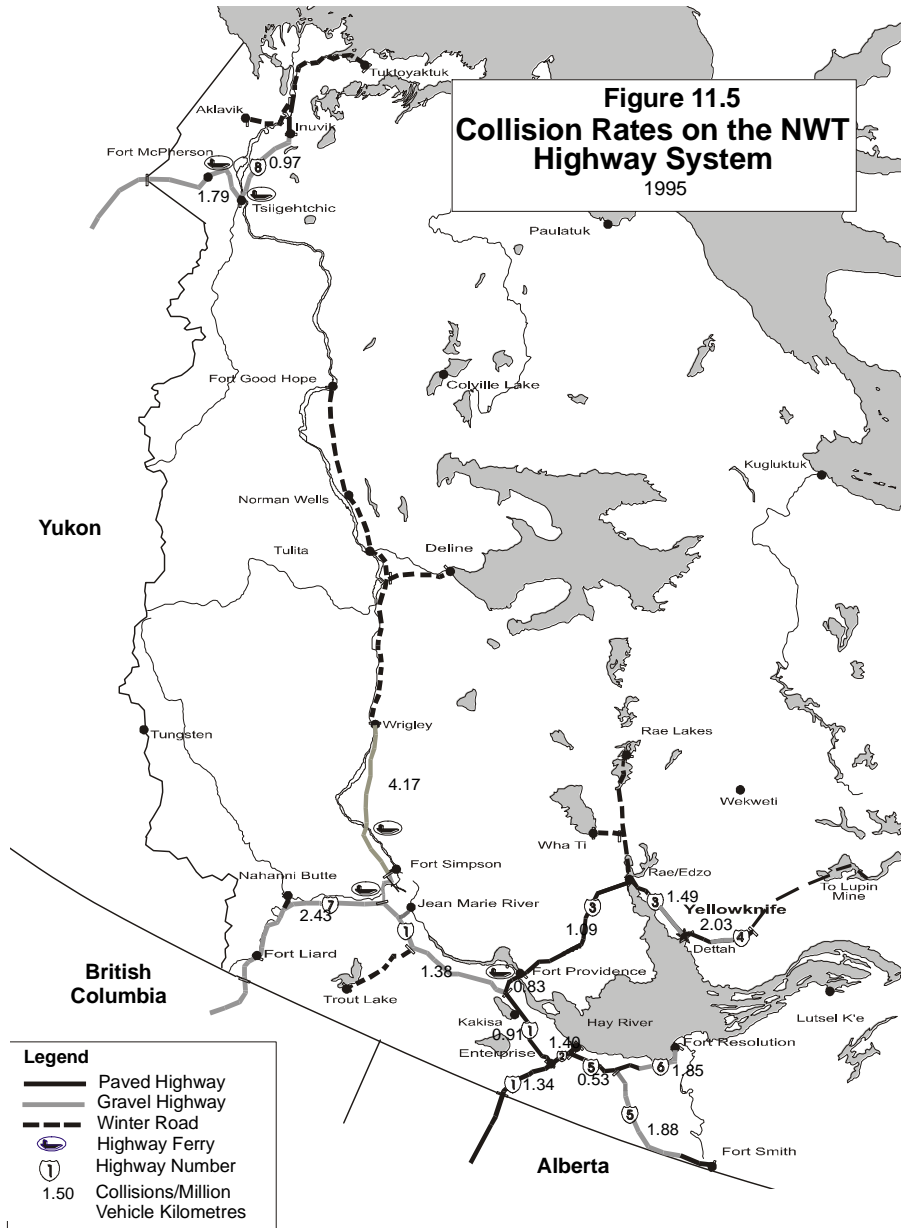 Figure 11.5
Collision Rates on the NWT
Highway System
1995
Tuktoyaktuk
Aklavik
Inuvik
Fort McPherson
8
0.97
1.79
Tsiigehtchic
Paulatuk
Fort Good Hope
Colville Lake
Kugluktuk
Norman Wells
Yukon
Tulita
Deline
Wrigley
Tungsten
Rae Lakes
4.17
Wekweti
Wha Ti
Fort Simpson
Rae/Edzo
To Lupin
Mine
Nahanni Butte
7
2.43
Jean Marie River
3
1.49
3
Yellowknife
2.03
4
1.09
Dettah
1
Fort Liard
1.38
Fort Providence
0.83
British
Columbia
Trout Lake
Kakisa
0.91
1
Hay River
Lutsel K'e
1.40
Enterprise
2
Fort Resolution
5
0.53
6
1.85
1
1.34
5
1.88
Fort Smith
Alberta
Legend
Paved Highway
Gravel Highway
Winter Road
Highway Ferry
1
Highway Number
1.50
Collisions/Million
Vehicle Kilometres